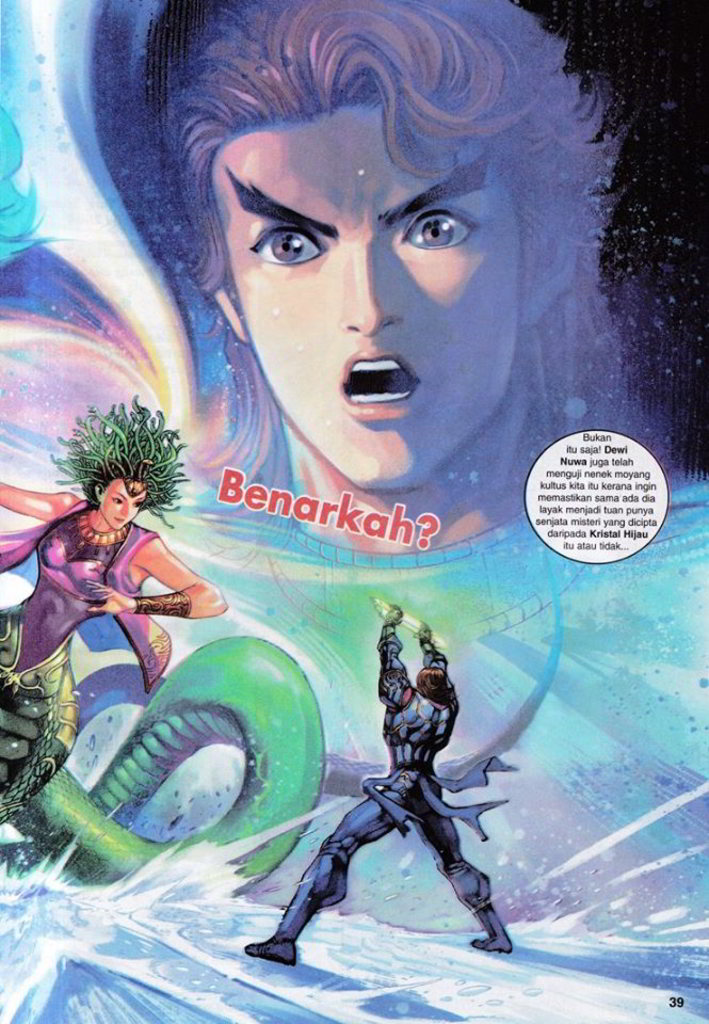 Benarkah?
Bukan
itu saja! Dewi
Nuwa juga telah
menguji nenek moyang
kultus kita itu kerana ingin
memastikan sama ada dia
layak menjadi tuan punya
senjata misteri yang dicipta
daripada Kristal Hijau
itu atau tidak...
39